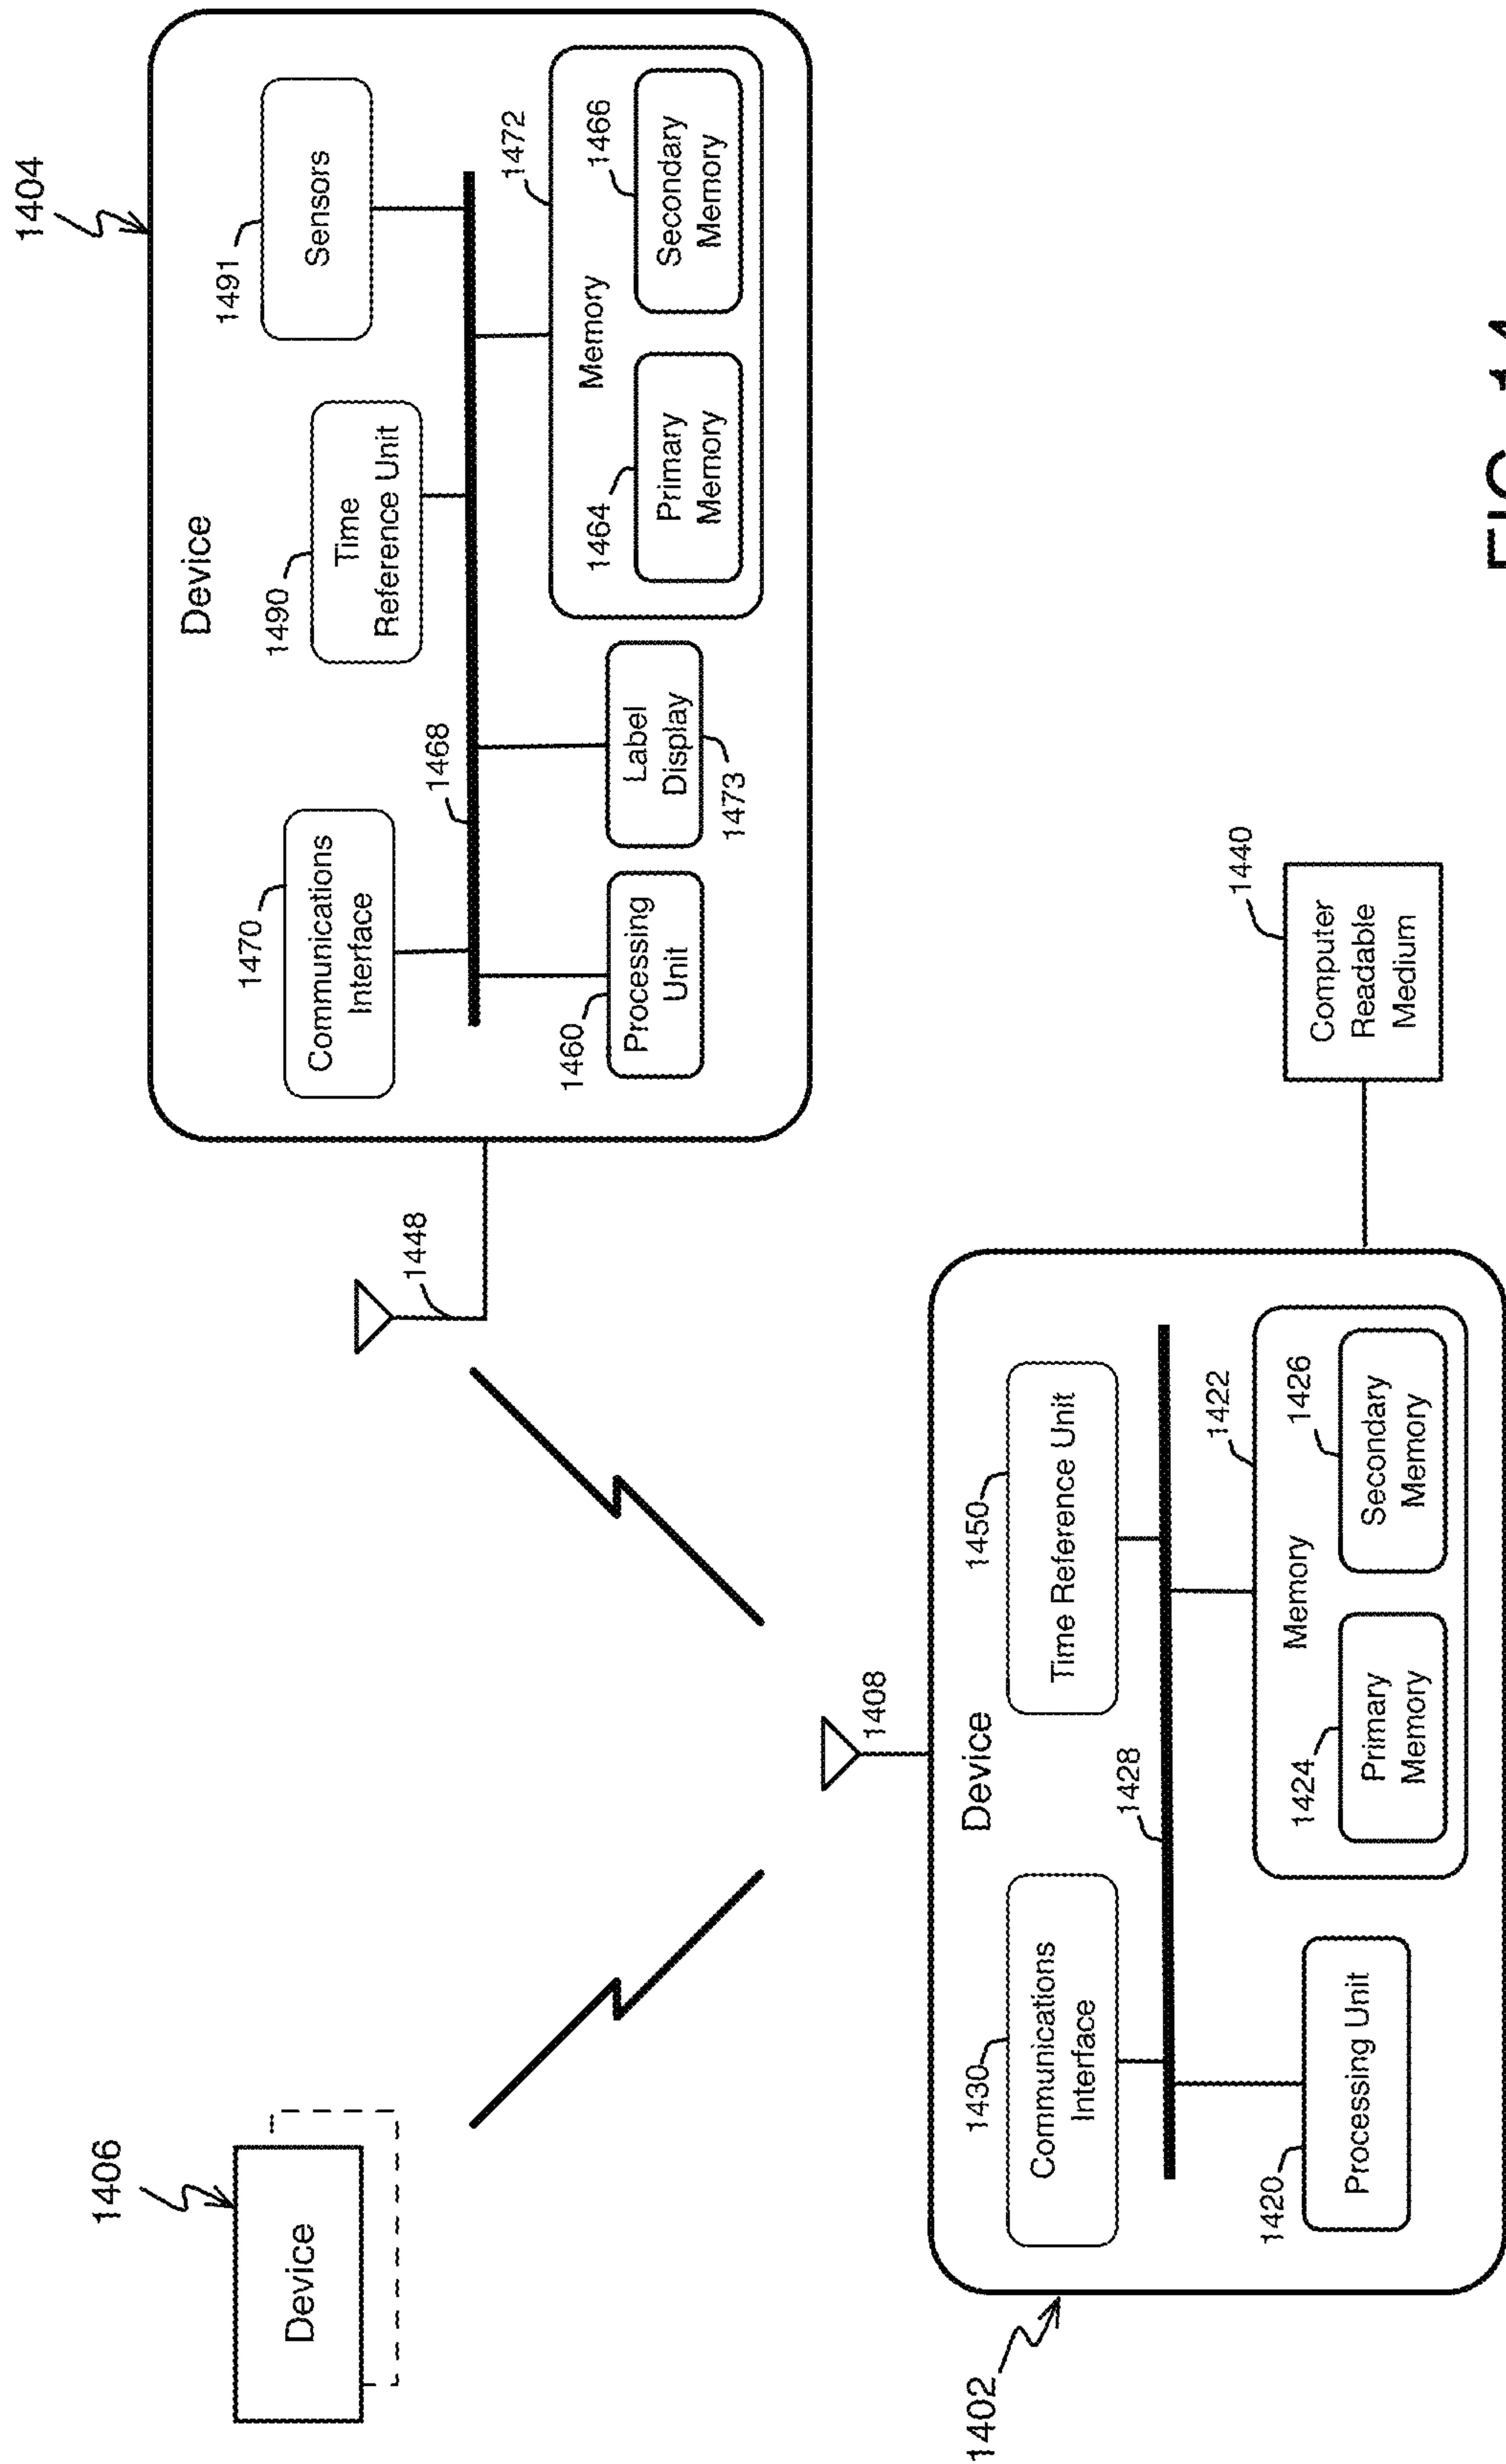 1406
Device
1404
Device
1470
Communications
Interface
1490
Time
Reference Unit
1491
Sensors
1468
1448
1460
Processing
Unit
Label
Display
1473
1472
Memory
1464
Primary
Memory
1466
Secondary
Memory
1408
1402
Device
1430
Communications
Interface
1450
Time Reference Unit
1428
1420
Processing Unit
1422
Memory
1424
Primary
Memory
1426
Secondary
Memory
1440
Computer
Readable
Medium